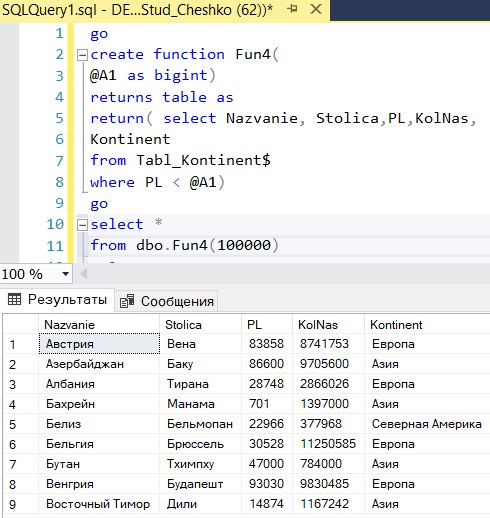 SQLQuery1.sql - DE...Stud_Cheshko (62))*
1 go
2 create function Fun4(
3 @A1 as bigint)
4 returns table as
5 return( select Nazvanie, Stolica,PL,KolNas,
6 Kontinent
7 from Tabl_Kontinent$
8 where PL < @A1)
9 go
10 select *
11 from dbo.Fun4(100000)
100 %
Результаты Сообщения
Nazvanie Stolica PL KolNas Kontinent
1 Австрия Вена 83858 8741753 Европа
2 Азербайджан Баку 86600 9705600 Азия
3 Албания Тирана 28748 2866026 Европа
4 Бахрейн Манама 701 1397000 Азия
5 Белиз Бельмопан 22966 377968 Северная Америка
6 Бельгия Брюссель 30528 11250585 Европа
7 Бутан Тхимпху 47000 784000 Азия
8 Венгрия Будапешт 93030 9830485 Европа
9 Восточный Тимор Дили 14874 1167242 Азия